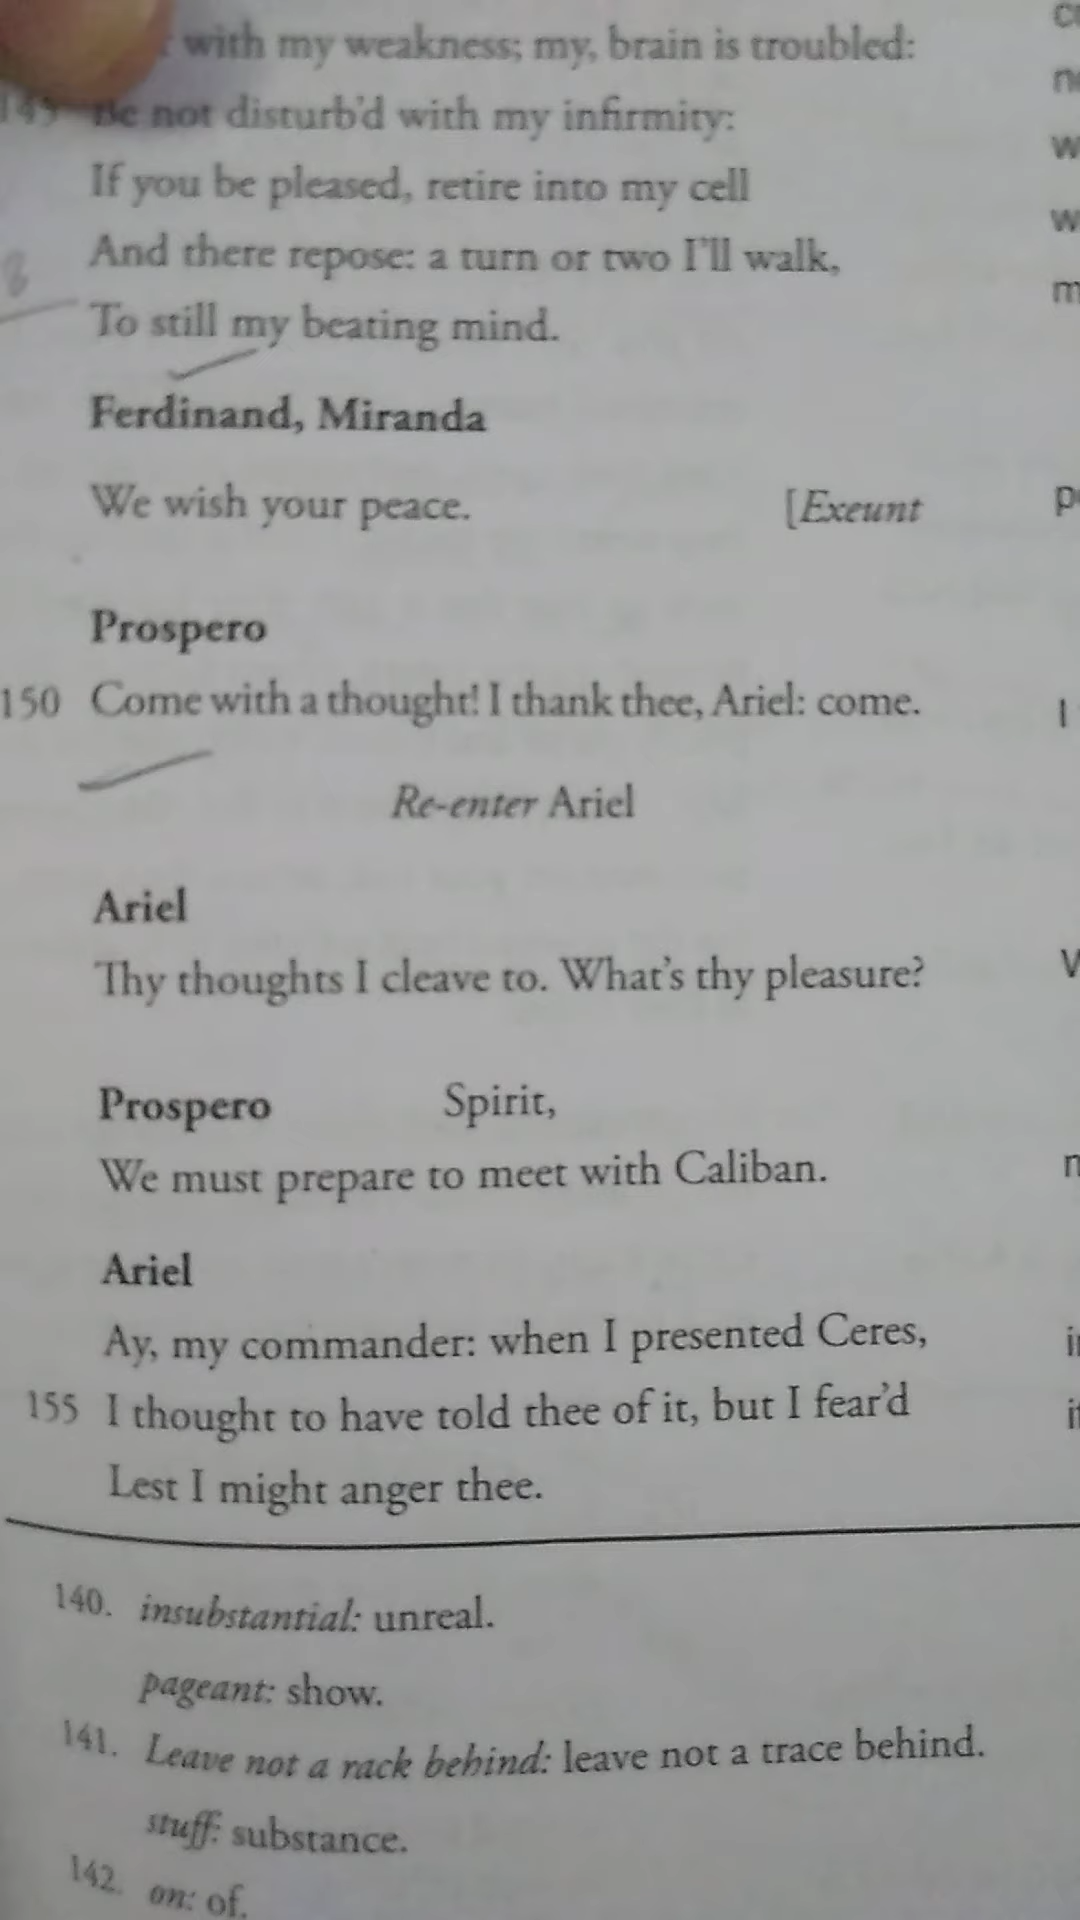 with my weakness; my, brain is troubled:
145 Be not disturb'd with my infirmity:
If you be pleased, retire into my cell
And there repose: a turn or two I'll walk,
To still my beating mind.
Ferdinand, Miranda
We wish your peace. [Exeunt
Prospero
150 Come with a thought! I thank thee, Ariel: come.
Re-enter Ariel
Ariel
Thy thoughts I cleave to. What's thy pleasure?
Prospero Spirit,
We must prepare to meet with Caliban.
Ariel
Ay, my commander: when I presented Ceres,
155 I thought to have told thee of it, but I fear'd
Lest I might anger thee.
140. insubstantial: unreal.
pageant: show.
141. Leave not a rack behind: leave not a trace behind.
stuff: substance.
142. on: of.